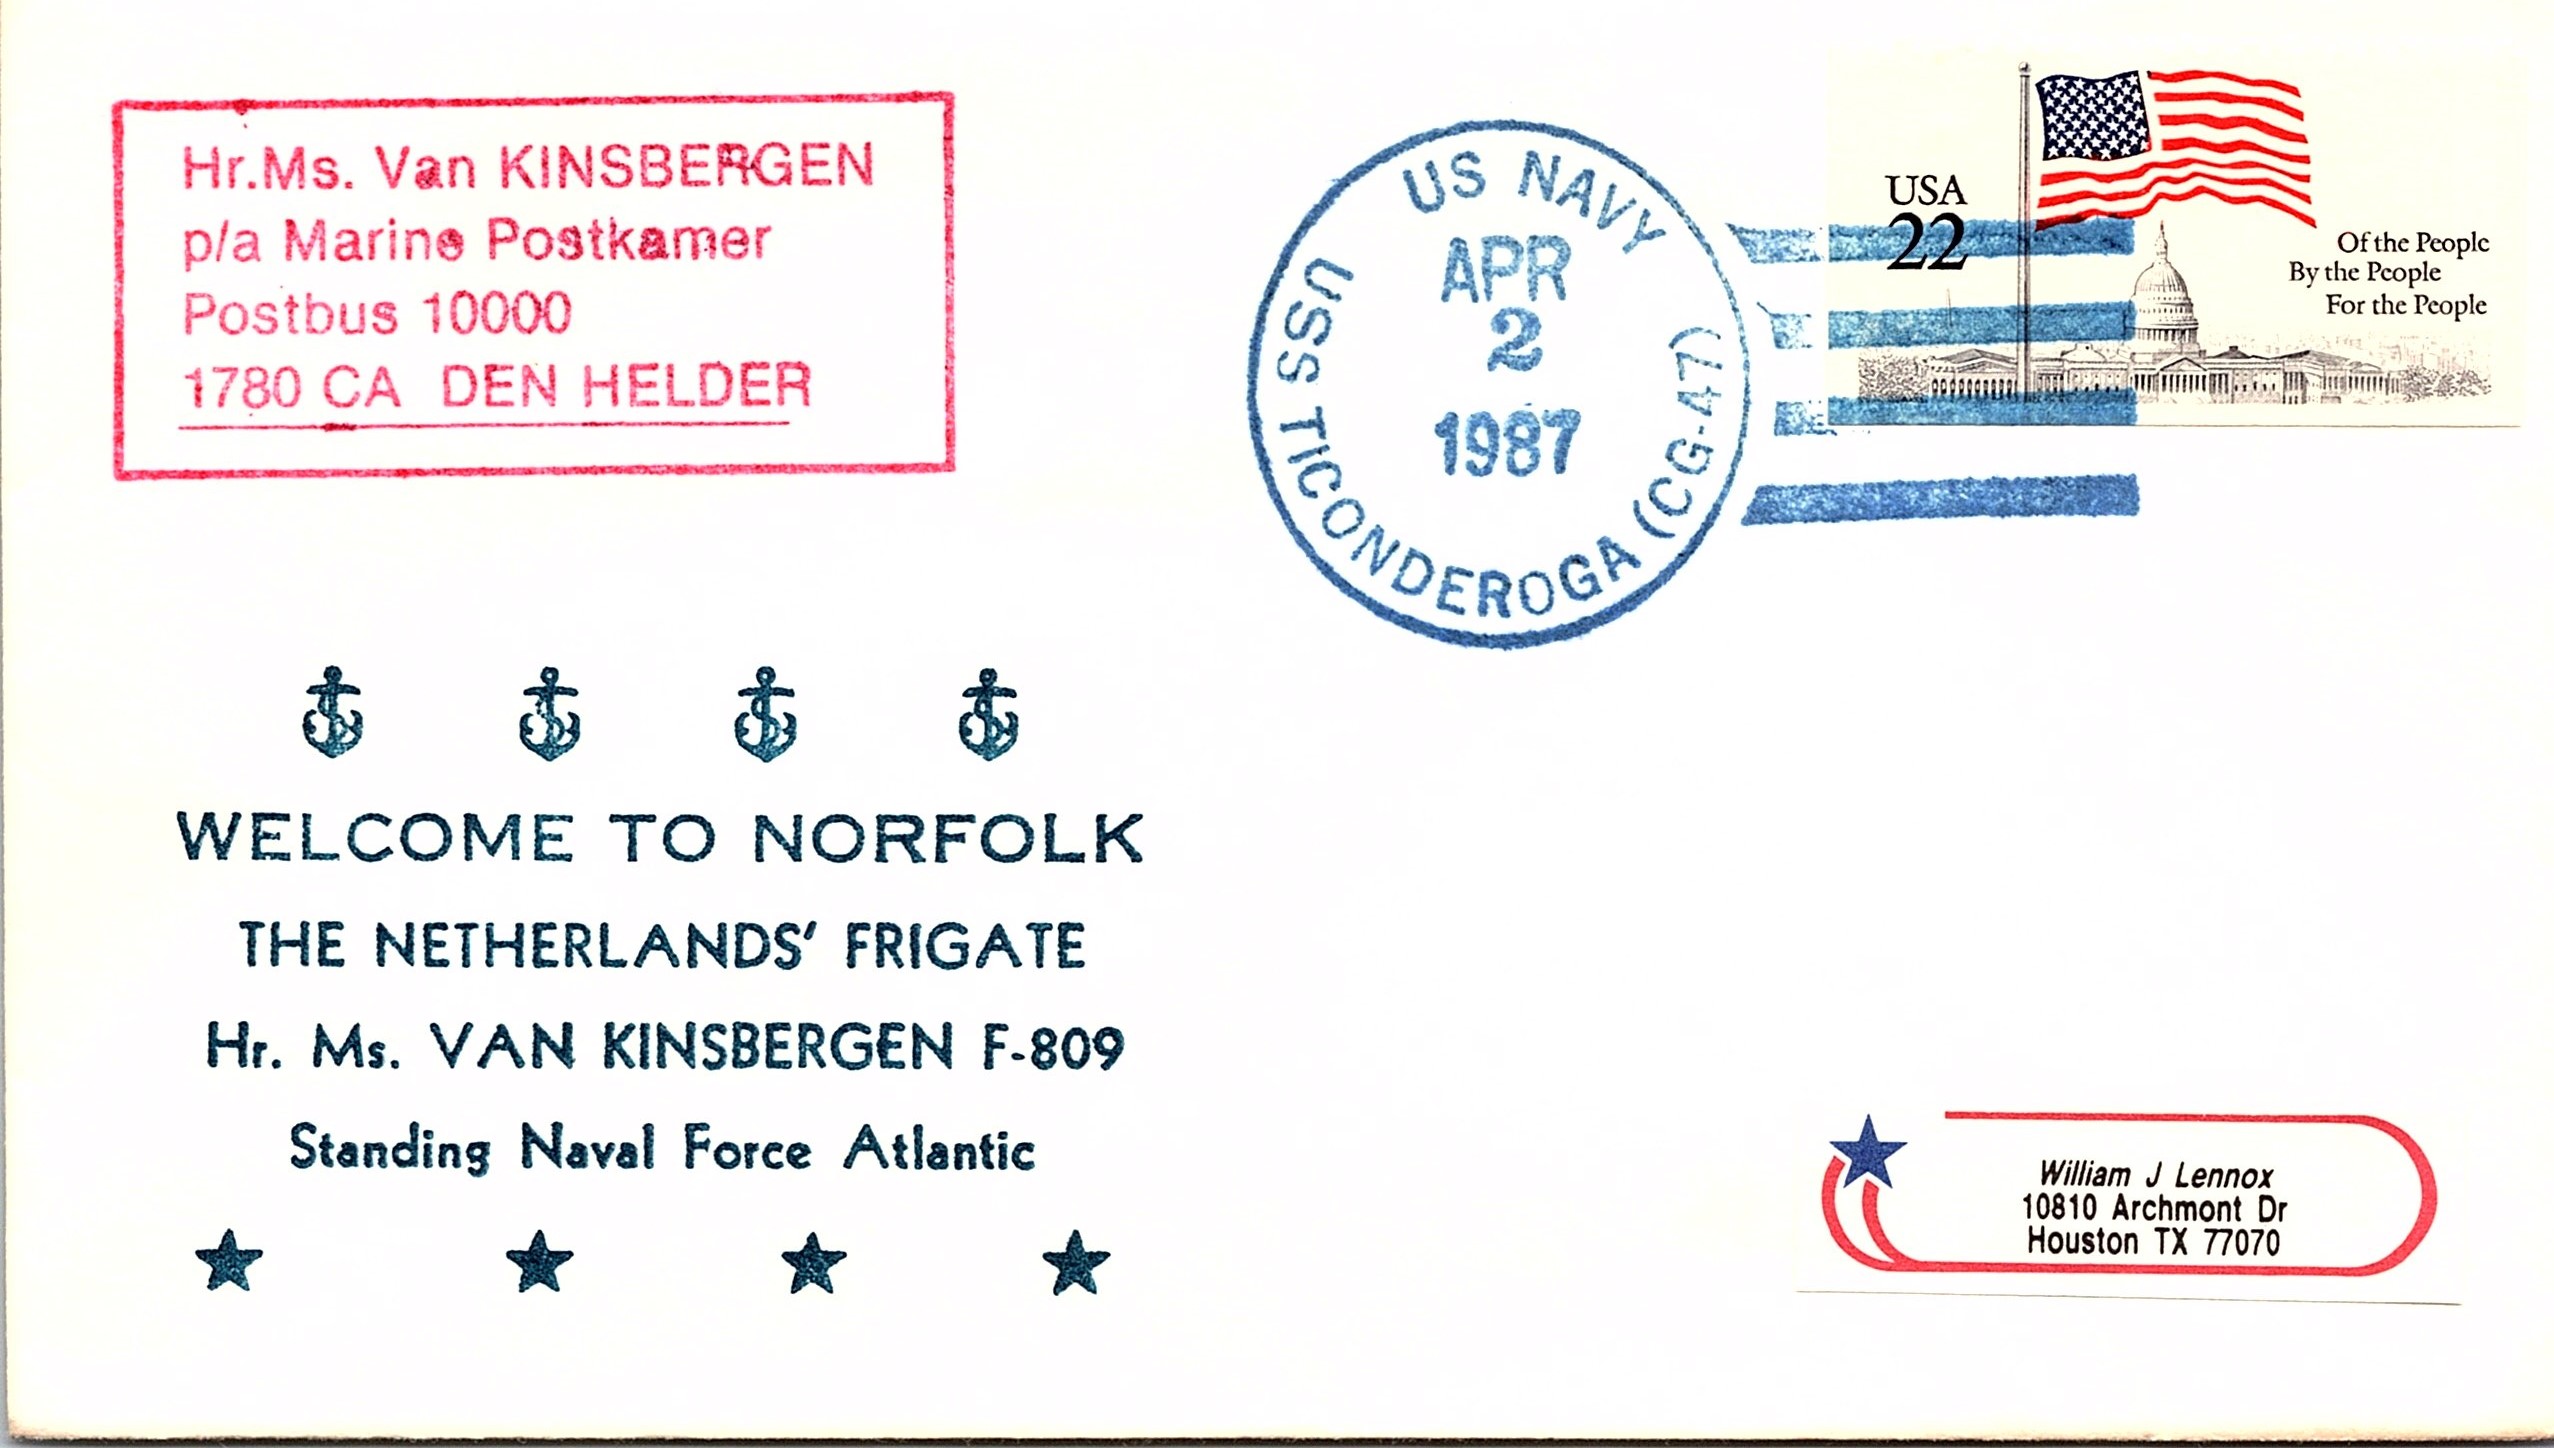 Hr.Ms. Van KINSBERGEN
p/a Marine Postkamer
Postbus 10000
1780 CA DEN HELDER
US NAVY
APR
2
1987
USS TICONDEROGA (CG-47)
USA
22
Of the People
By the People
For the People
WELCOME TO NORFOLK
THE NETHERLANDS' FRIGATE
Hr. Ms. VAN KINSBERGEN F-809
Standing Naval Force Atlantic
William J Lennox
10810 Archmont Dr
Houston TX 77070